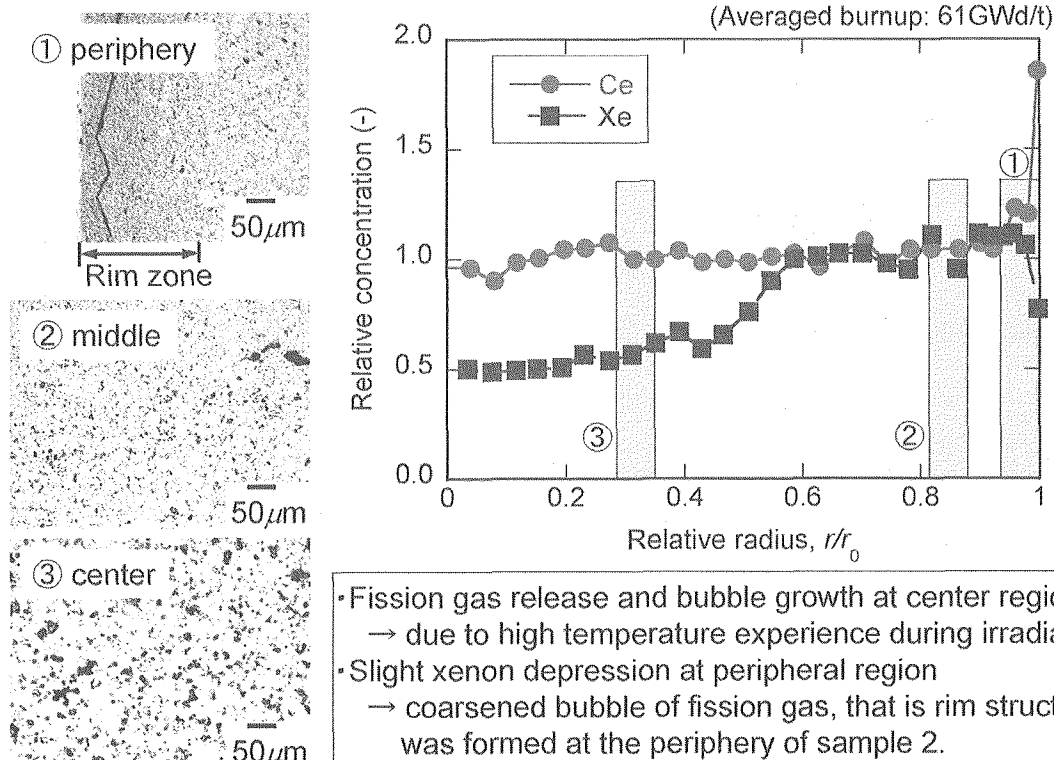 (Averaged burnup: 61GWd/t)
① periphery
50μm
Rim zone
② middle
50μm
③ center
50μm
2.0
1.5
1.0
0.5
0.0
Relative concentration (-)
Ce
Xe
①
②
③
0
0.2
0.4
0.6
0.8
1
Relative radius, r/r₀
・Fission gas release and bubble growth at center regio
→ due to high temperature experience during irradia
・Slight xenon depression at peripheral region
→ coarsened bubble of fission gas, that is rim struct
was formed at the periphery of sample 2.